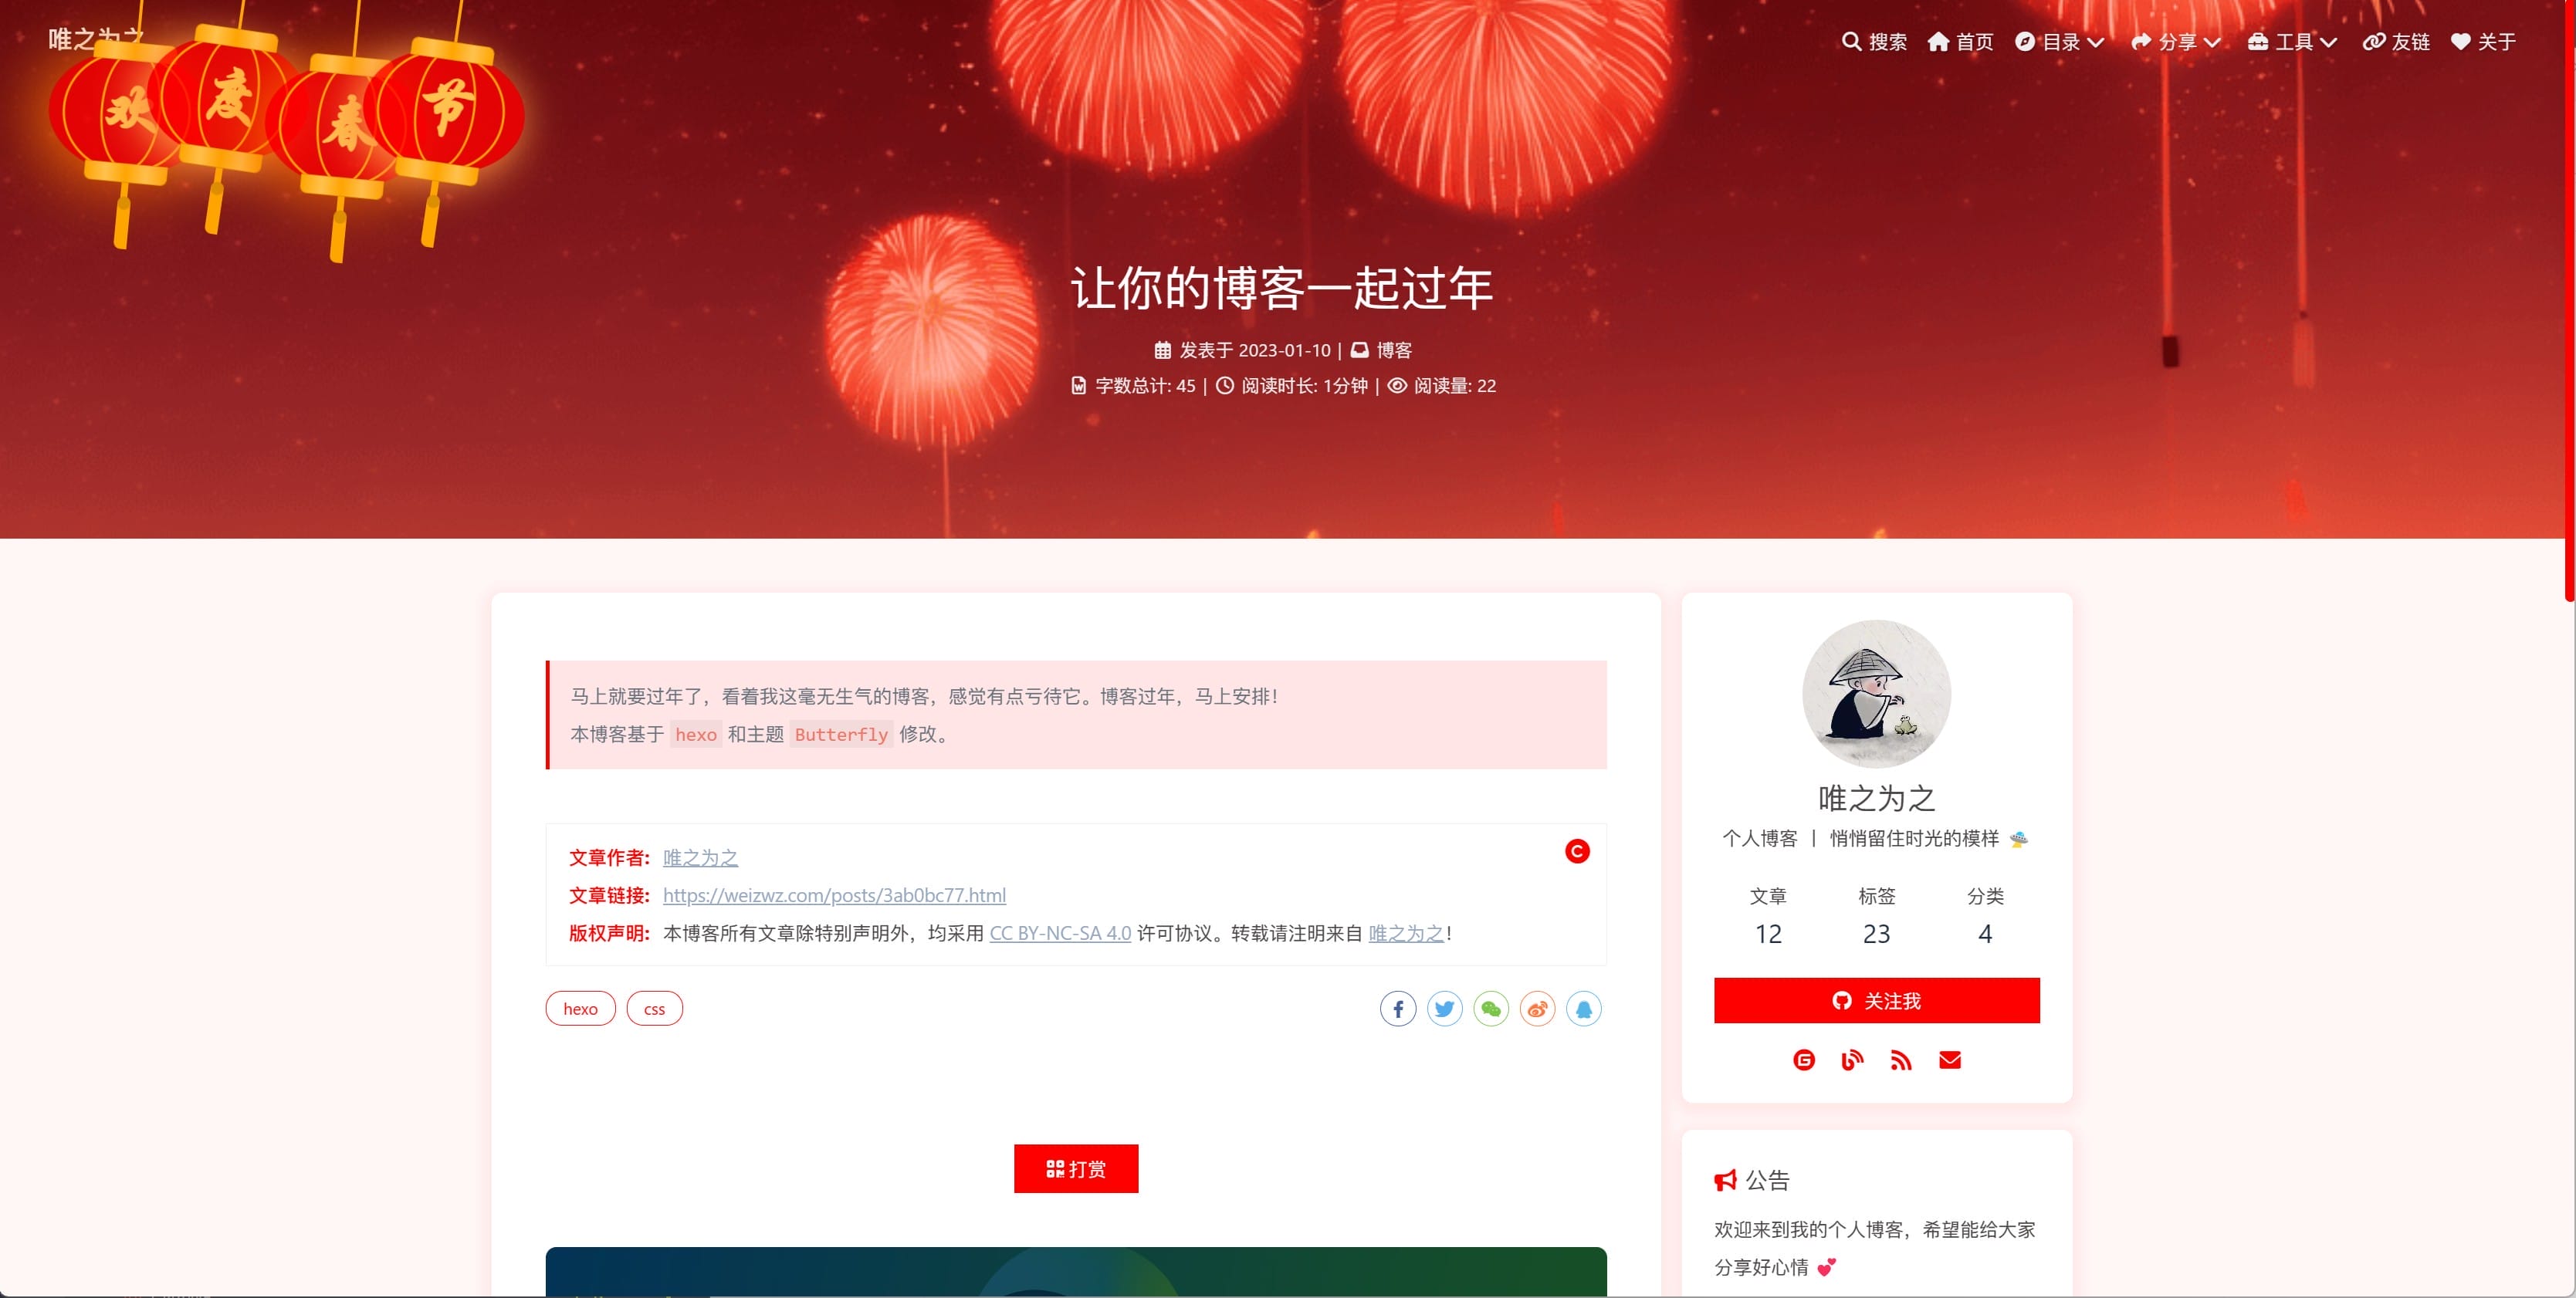 唯之为之
搜索 首页 目录 分享 工具 友链 关于
欢度春节
让你的博客一起过年
发表于 2023-01-10 | 博客
字数总计: 45 | 阅读时长: 1分钟 | 阅读量: 22
马上就要过年了，看着我这毫无生气的博客，感觉有点亏待它。博客过年，马上安排！
本博客基于 hexo 和主题 Butterfly 修改。
文章作者: 唯之为之
文章链接: https://weizwz.com/posts/3ab0bc77.html
版权声明: 本博客所有文章除特别声明外，均采用 CC BY-NC-SA 4.0 许可协议。转载请注明来自 唯之为之！
hexo css
打赏
唯之为之
个人博客 | 悄悄留住时光的模样 🛸
文章 标签 分类
12 23 4
关注我
公告
欢迎来到我的个人博客，希望能给大家
分享好心情 💕